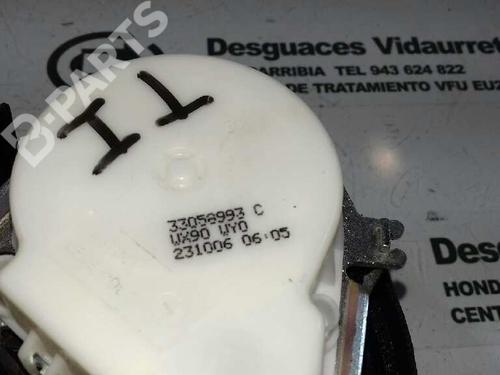 B-PARTS
Desguaces Vidaurret
ARRIBIA TEL 943 624 822
DE TRATAMIENTO VFU EUZ
I T
33058993 C
WX90 WY0
231006 06:05
DES
HOND
CENT